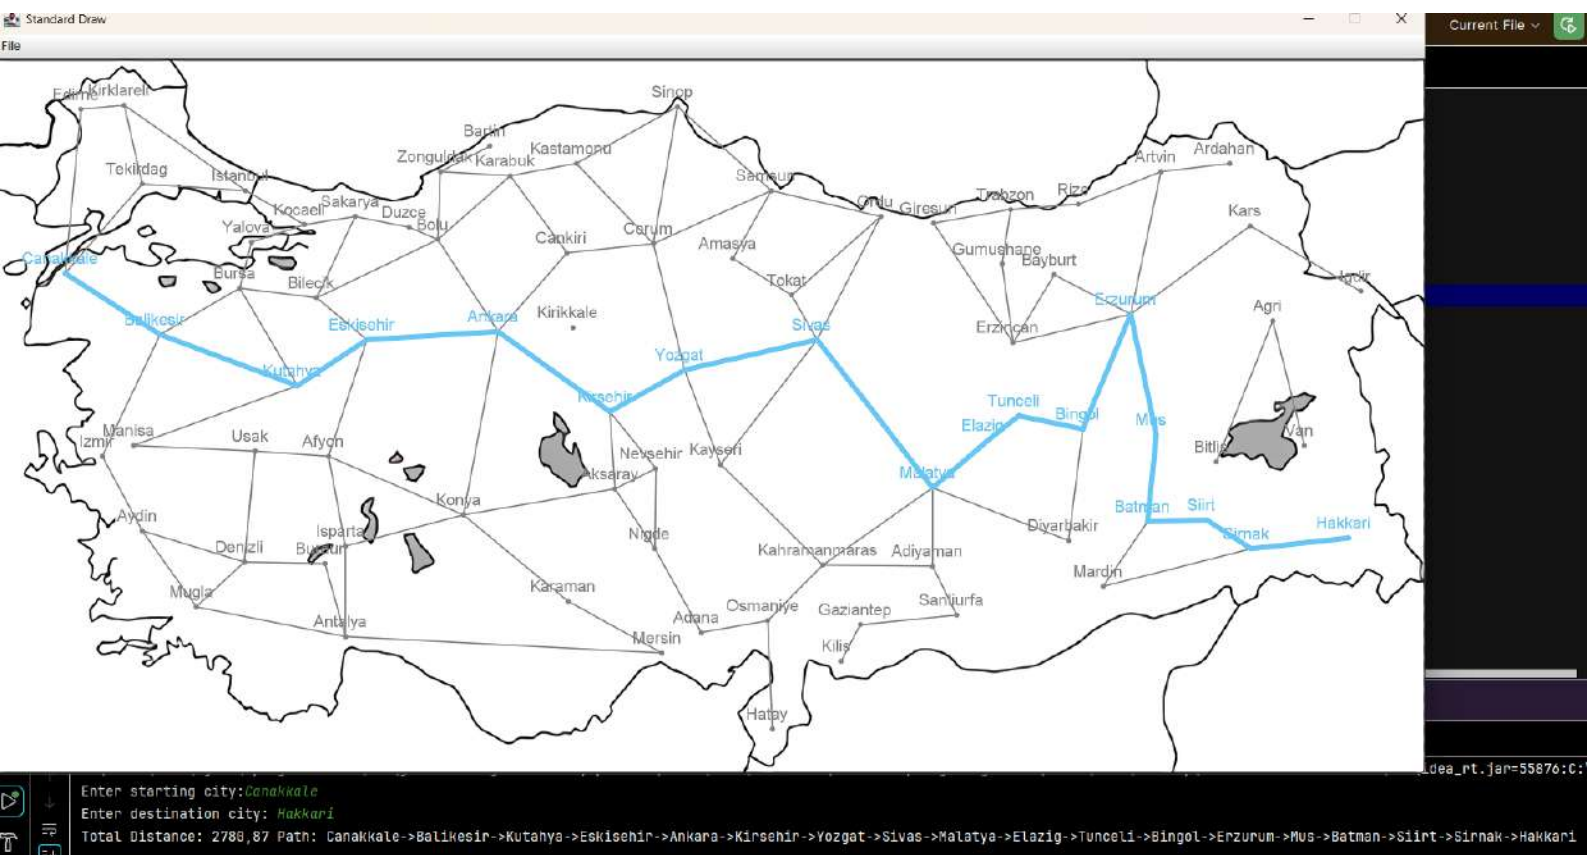 Standard Draw
Current File
File
Sinop
Edirne Kirklareli
Bartin
Zonguldak Karabuk Kastamonu
Artvin Ardahan
Tekirdag Istanbul
Samsun
Trabzon Rize
Kocaeli Sakarya Duzce
Ordu Giresun
Kars
Yalova
Bolu
Cankiri Corum
Amasya
Gumushane
Bayburt
Canakkale
Bursa
Bilecik
Tokat
Igdir
Erzurum
Agri
Balikesir
Eskisehir
Ankara
Kirikkale
Sivas
Erzincan
Yozgat
Kutahya
Kirsehir
Tunceli
Elazig
Bingol
Mus
Manisa
Izmir
Usak
Afyon
Nevsehir Kayseri
Bitlis
Van
Aksaray
Malatya
Konya
Batman
Siirt
Aydin
Isparta
Nigde
Diyarbakir
Sirnak
Hakkari
Denizli
Burdur
Kahramanmaras Adiyaman
Mardin
Mugla
Karaman
Antalya
Adana
Osmaniye
Gaziantep
Sanliurfa
Mersin
Kilis
Hatay
idea_rt.jar=55876:C:
Enter starting city:Canakkale
Enter destination city: Hakkari
Total Distance: 2780,87 Path: Canakkale->Balikesir->Kutahya->Eskisehir->Ankara->Kirsehir->Yozgat->Sivas->Malatya->Elazig->Tunceli->Bingol->Erzurum->Mus->Batman->Siirt->Sirnak->Hakkari